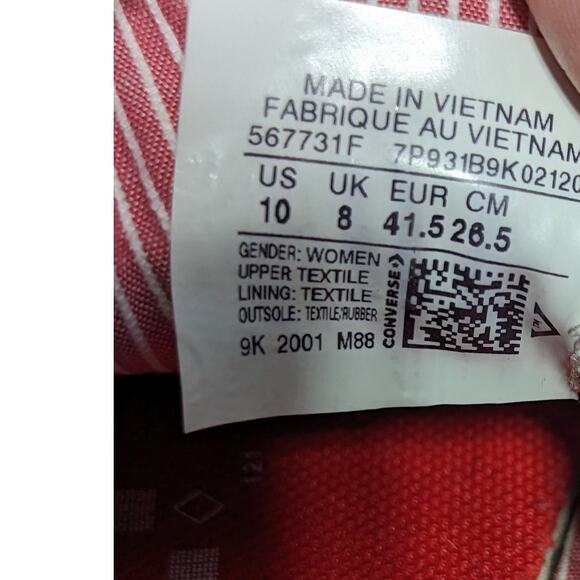 MADE IN VIETNAM
FABRIQUE AU VIETNAM
567731F 7P931B9K02120
US UK EUR CM
10 8 41.5 26.5
GENDER: WOMEN
UPPER TEXTILE
LINING: TEXTILE
OUTSOLE: TEXTILE/RUBBER
CONVERSE
9K 2001 M88